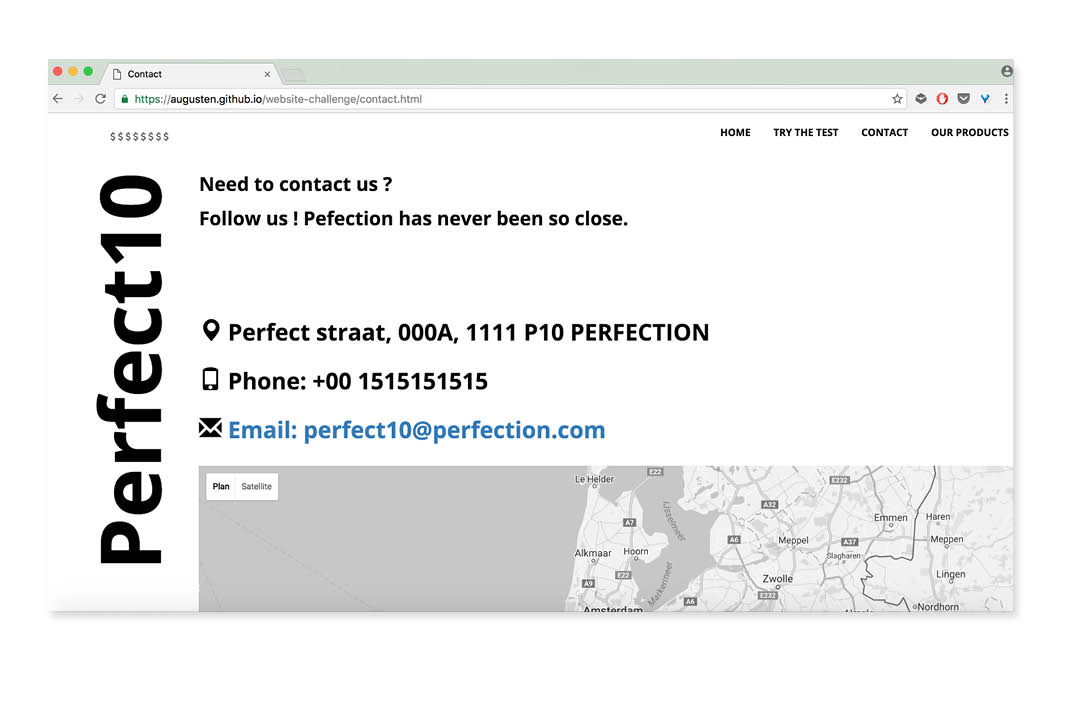 Contact
https://augusten.github.io/website-challenge/contact.html
$$$$$$$$
HOME TRY THE TEST CONTACT OUR PRODUCTS
Perfect10
Need to contact us ?
Follow us ! Pefection has never been so close.
Perfect straat, 000A, 1111 P10 PERFECTION
Phone: +00 1515151515
Email: perfect10@perfection.com
Plan Satellite
E22
Le Helder
E232
A32
IJsselmeer
Emmen
Haren
A7
A6
Meppel
A37
Meppen
Alkmaar
Hoorn
Slagharen
E22
Markermeer
Zwolle
Lingen
A9
A6
E232
Nordhorn
Amsterdam